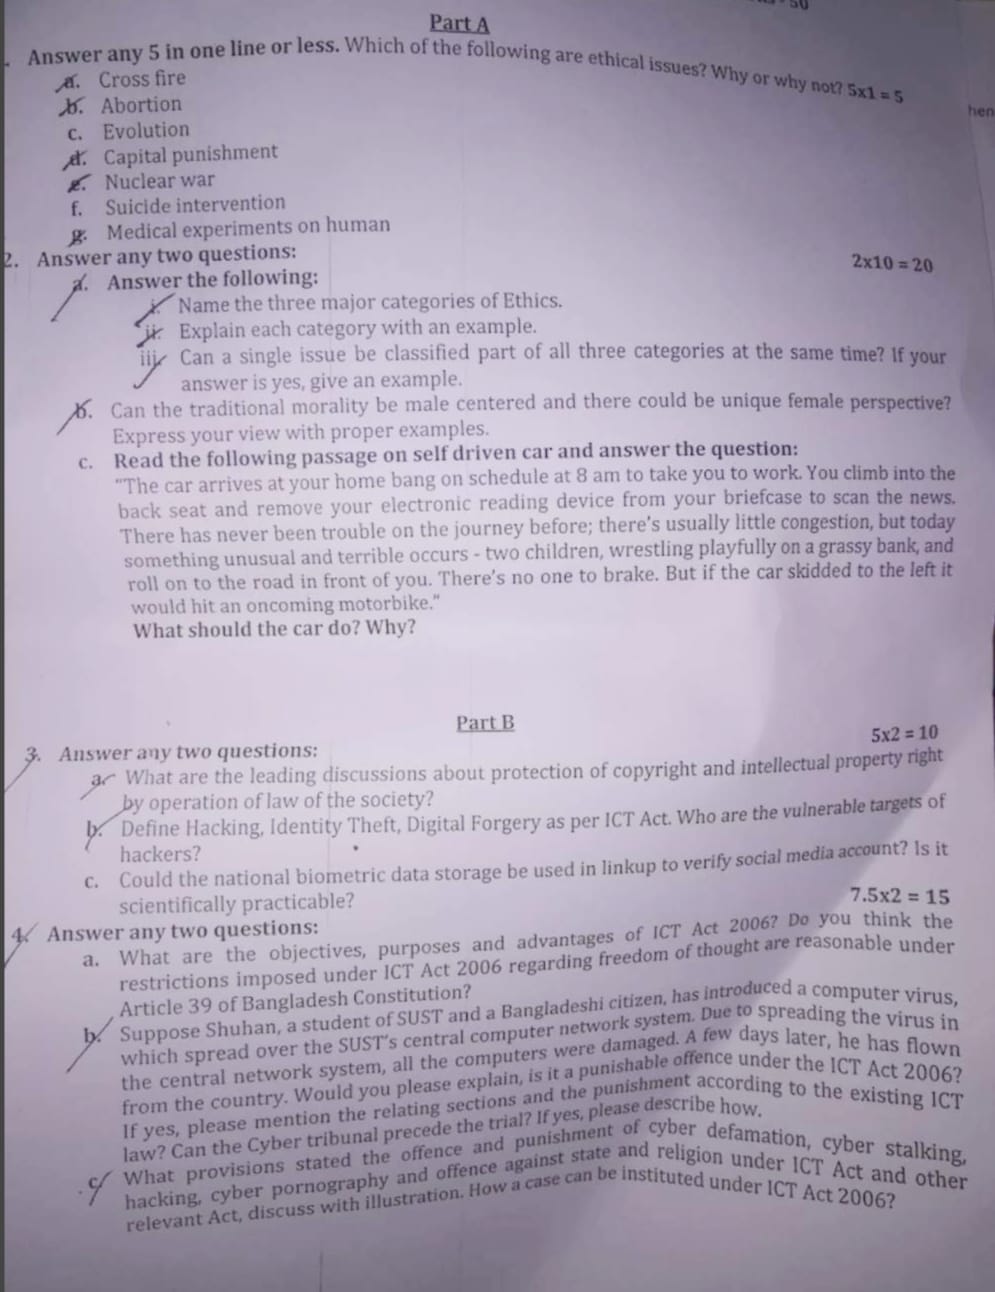 50
Part A
Answer any 5 in one line or less. Which of the following are ethical issues? Why or why not? 5x1 = 5
a. Cross fire
hen
b. Abortion
c. Evolution
d. Capital punishment
e. Nuclear war
f. Suicide intervention
g. Medical experiments on human
2. Answer any two questions: 2x10 = 20
a. Answer the following:
i. Name the three major categories of Ethics.
ii. Explain each category with an example.
iii. Can a single issue be classified part of all three categories at the same time? If your
answer is yes, give an example.
b. Can the traditional morality be male centered and there could be unique female perspective?
Express your view with proper examples.
c. Read the following passage on self driven car and answer the question:
"The car arrives at your home bang on schedule at 8 am to take you to work. You climb into the
back seat and remove your electronic reading device from your briefcase to scan the news.
There has never been trouble on the journey before; there's usually little congestion, but today
something unusual and terrible occurs - two children, wrestling playfully on a grassy bank, and
roll on to the road in front of you. There's no one to brake. But if the car skidded to the left it
would hit an oncoming motorbike."
What should the car do? Why?
Part B
3. Answer any two questions: 5x2 = 10
a. What are the leading discussions about protection of copyright and intellectual property right
by operation of law of the society?
b. Define Hacking, Identity Theft, Digital Forgery as per ICT Act. Who are the vulnerable targets of
hackers?
c. Could the national biometric data storage be used in linkup to verify social media account? Is it
scientifically practicable?
4. Answer any two questions: 7.5x2 = 15
a. What are the objectives, purposes and advantages of ICT Act 2006? Do you think the
restrictions imposed under ICT Act 2006 regarding freedom of thought are reasonable under
Article 39 of Bangladesh Constitution?
b. Suppose Shuhan, a student of SUST and a Bangladeshi citizen, has introduced a computer virus,
which spread over the SUST's central computer network system. Due to spreading the virus in
the central network system, all the computers were damaged. A few days later, he has flown
from the country. Would you please explain, is it a punishable offence under the ICT Act 2006?
If yes, please mention the relating sections and the punishment according to the existing ICT
law? Can the Cyber tribunal precede the trial? If yes, please describe how.
c. What provisions stated the offence and punishment of cyber defamation, cyber stalking,
hacking, cyber pornography and offence against state and religion under ICT Act and other
relevant Act, discuss with illustration. How a case can be instituted under ICT Act 2006?